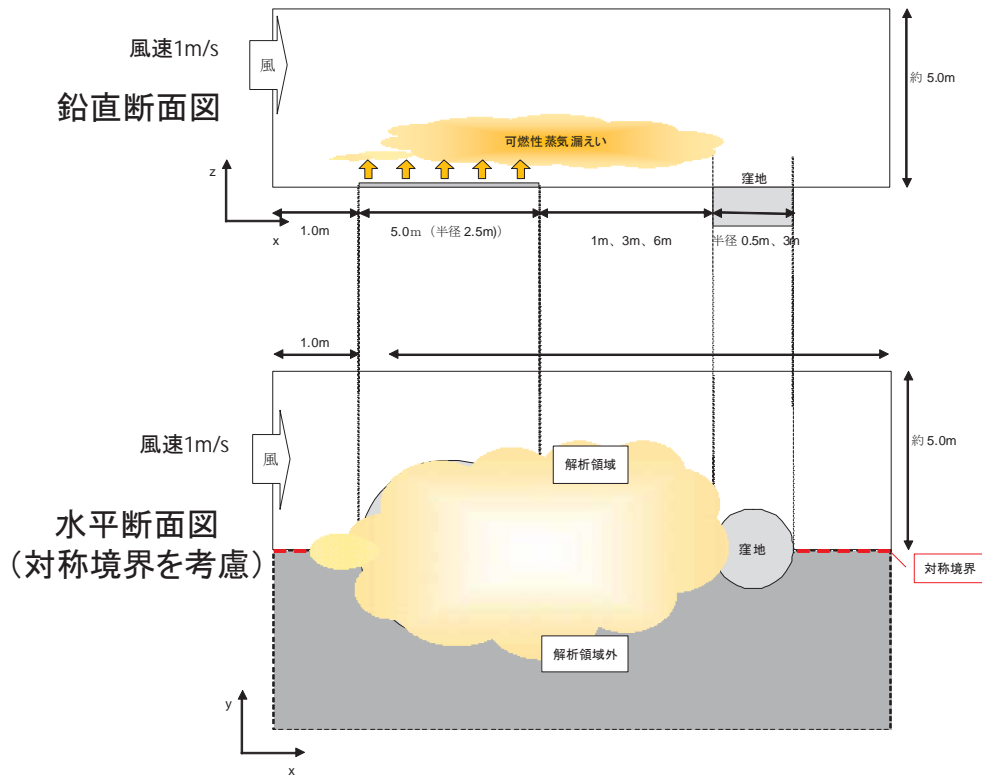 風速1m/s
風
鉛直断面図
約 5.0m
可燃性蒸気漏えい
z
x
窪地
1.0m
5.0m（半径 2.5m)）
1m、3m、6m
半径 0.5m、3m
1.0m
風速1m/s
風
約 5.0m
解析領域
水平断面図
（対称境界を考慮）
窪地
対称境界
解析領域外
y
x